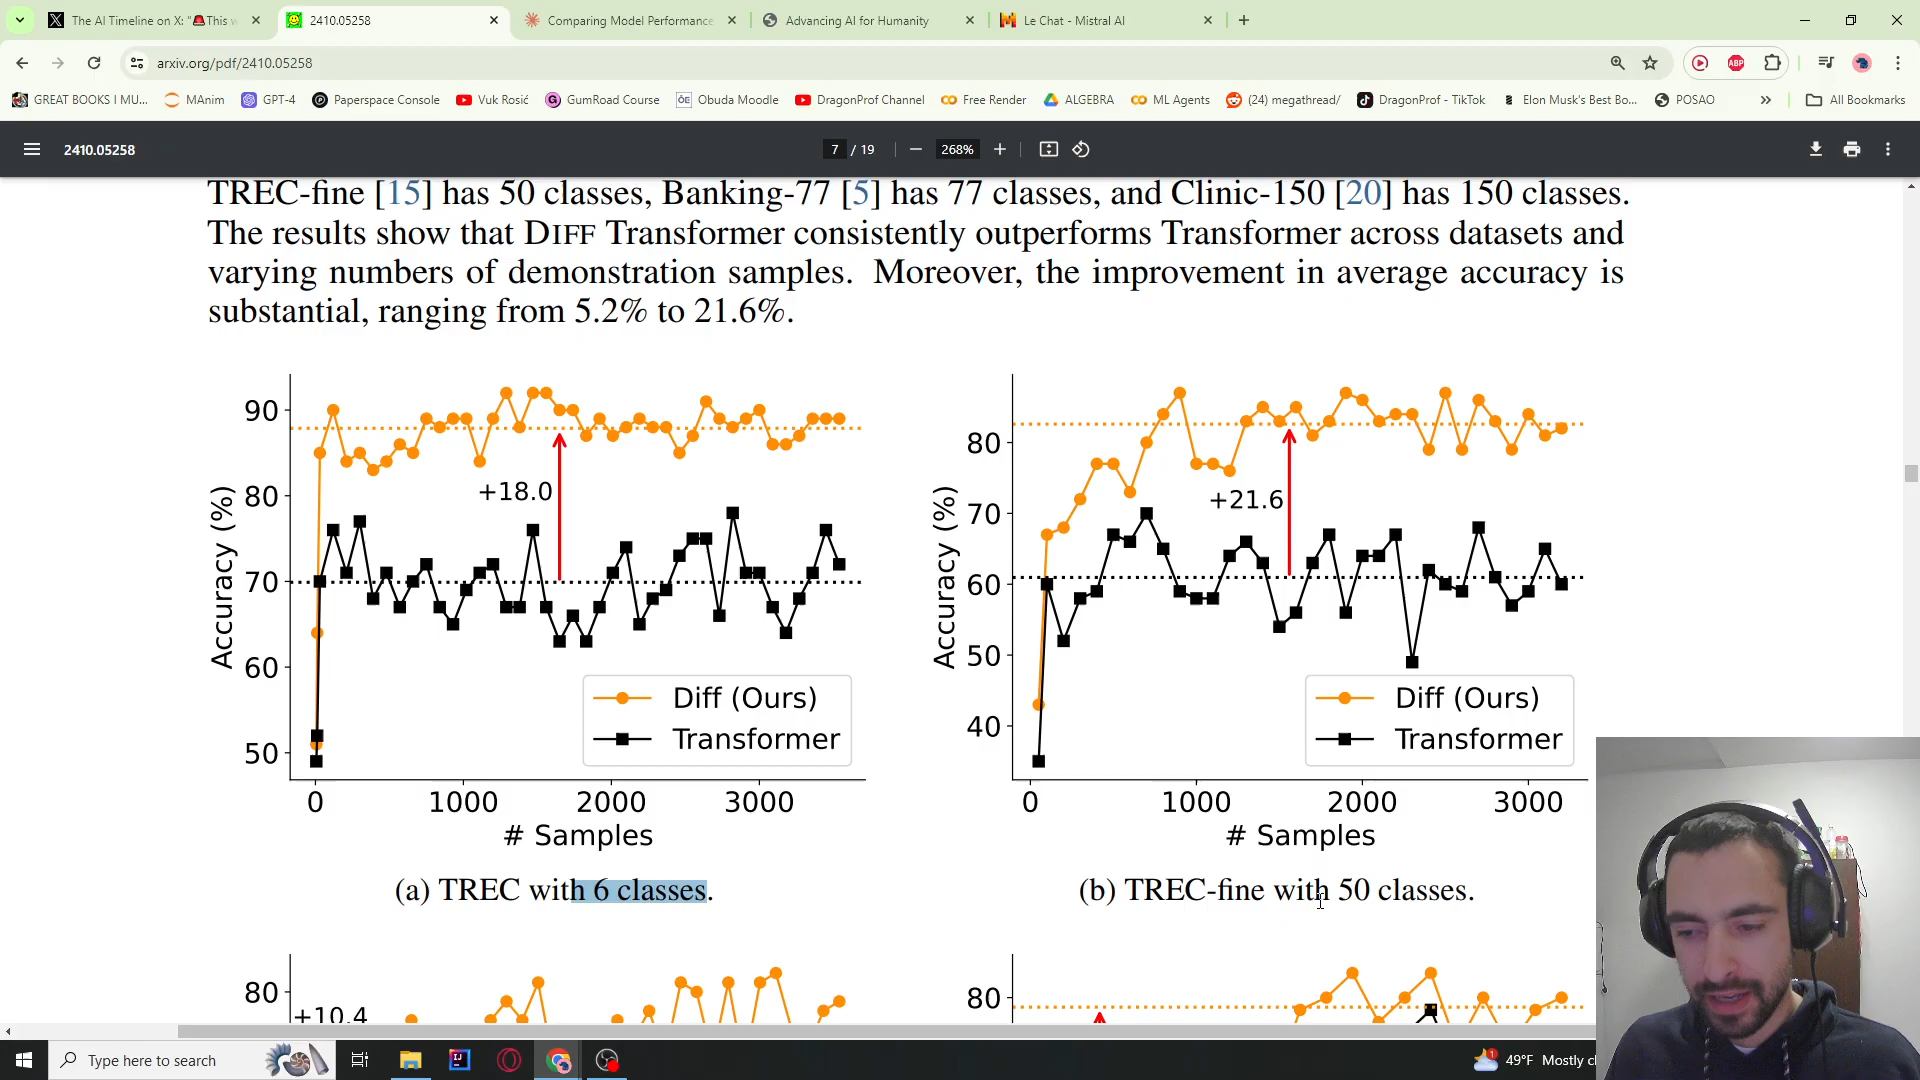 The AI Timeline on X: "🚨This w
2410.05258
Comparing Model Performance
Advancing AI for Humanity
Le Chat - Mistral AI
arxiv.org/pdf/2410.05258
GREAT BOOKS I MU...
MAnim
GPT-4
Paperspace Console
Vuk Rosić
GumRoad Course
Obuda Moodle
DragonProf Channel
Free Render
ALGEBRA
ML Agents
(24) megathread/
DragonProf - TikTok
Elon Musk's Best Bo...
POSAO
All Bookmarks
2410.05258
7 / 19
268%
TREC-fine [15] has 50 classes, Banking-77 [5] has 77 classes, and Clinic-150 [20] has 150 classes.
The results show that DIFF Transformer consistently outperforms Transformer across datasets and
varying numbers of demonstration samples. Moreover, the improvement in average accuracy is
substantial, ranging from 5.2% to 21.6%.
90
80
70
60
50
Accuracy (%)
+18.0
Diff (Ours)
Transformer
0 1000 2000 3000
# Samples
(a) TREC with 6 classes.
80
70
60
50
40
Accuracy (%)
+21.6
Diff (Ours)
Transformer
0 1000 2000 3000
# Samples
(b) TREC-fine with 50 classes.
80
+10.4
80
Type here to search
49°F Mostly